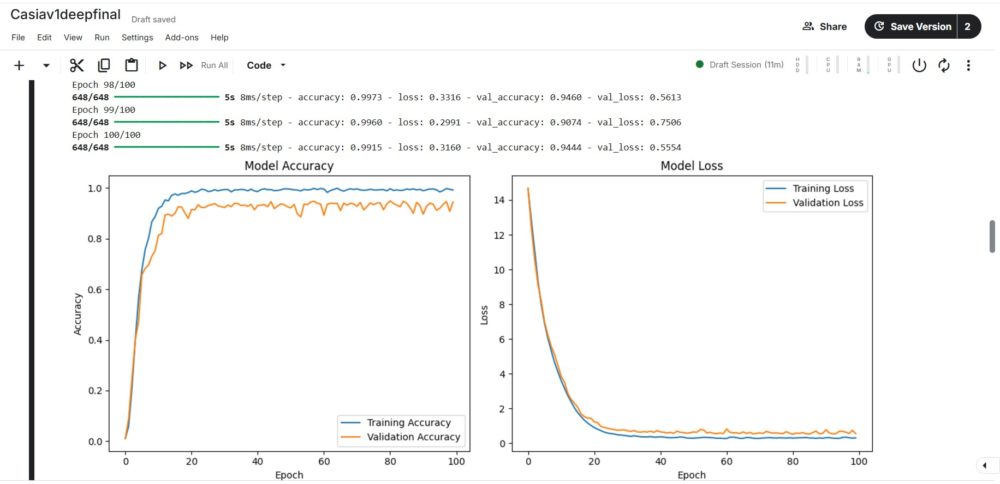 Casiav1deepfinal Draft saved
Share Save Version 2
File Edit View Run Settings Add-ons Help
Run All Code Draft Session (11m) HDD CPU RAM GPU
Epoch 98/100
648/648 5s 8ms/step - accuracy: 0.9973 - loss: 0.3316 - val_accuracy: 0.9460 - val_loss: 0.5613
Epoch 99/100
648/648 5s 8ms/step - accuracy: 0.9960 - loss: 0.2991 - val_accuracy: 0.9074 - val_loss: 0.7506
Epoch 100/100
648/648 5s 8ms/step - accuracy: 0.9915 - loss: 0.3160 - val_accuracy: 0.9444 - val_loss: 0.5554
Model Accuracy
1.0
0.8
0.6
0.4
0.2
0.0
Accuracy
Training Accuracy
Validation Accuracy
0 20 40 60 80 100
Epoch
Model Loss
Training Loss
Validation Loss
14
12
10
8
6
4
2
0
Loss
0 20 40 60 80 100
Epoch